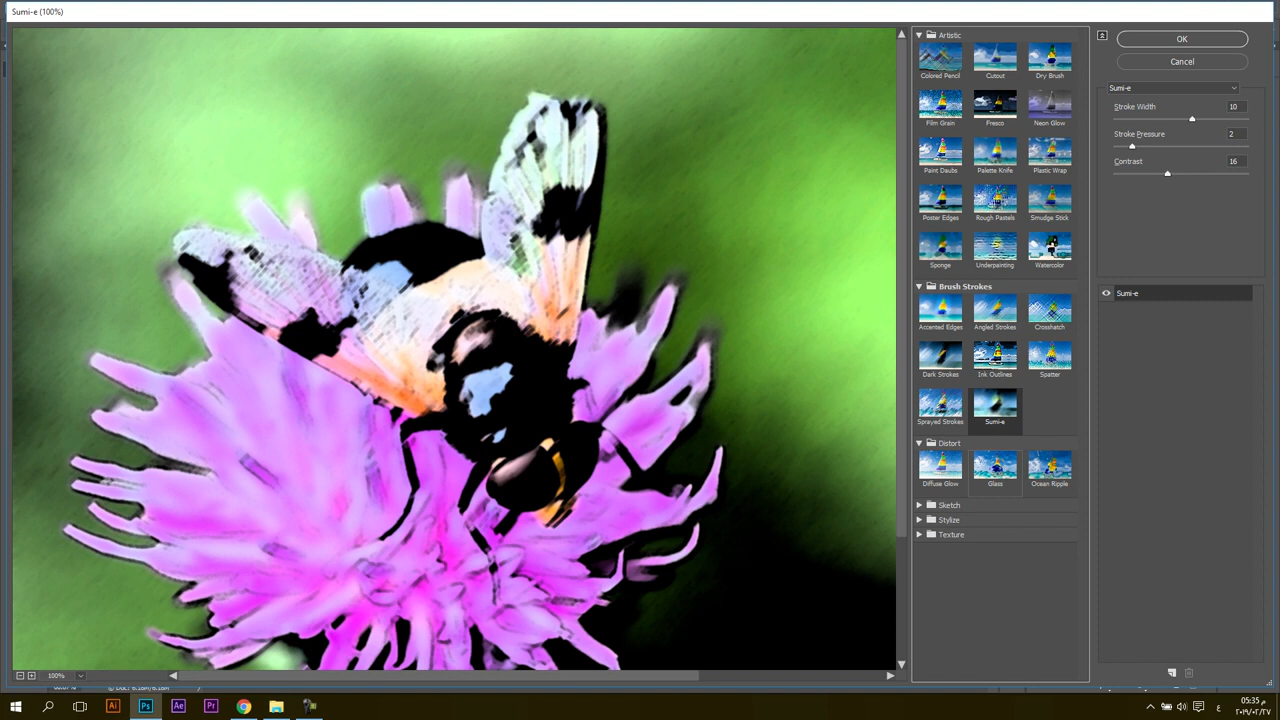 Sumi-e (100%)
Artistic
Colored Pencil
Cutout
Dry Brush
Film Grain
Fresco
Neon Glow
Paint Daubs
Palette Knife
Plastic Wrap
Poster Edges
Rough Pastels
Smudge Stick
Sponge
Underpainting
Watercolor
Brush Strokes
Accented Edges
Angled Strokes
Crosshatch
Dark Strokes
Ink Outlines
Spatter
Sprayed Strokes
Sumi-e
Distort
Diffuse Glow
Glass
Ocean Ripple
Sketch
Stylize
Texture
OK
Cancel
Sumi-e
Stroke Width 10
Stroke Pressure 2
Contrast 16
Sumi-e
100%
Ai Ps Ae Pr
ع
05:35 م
٢٠١٩/٠٢/٢٧